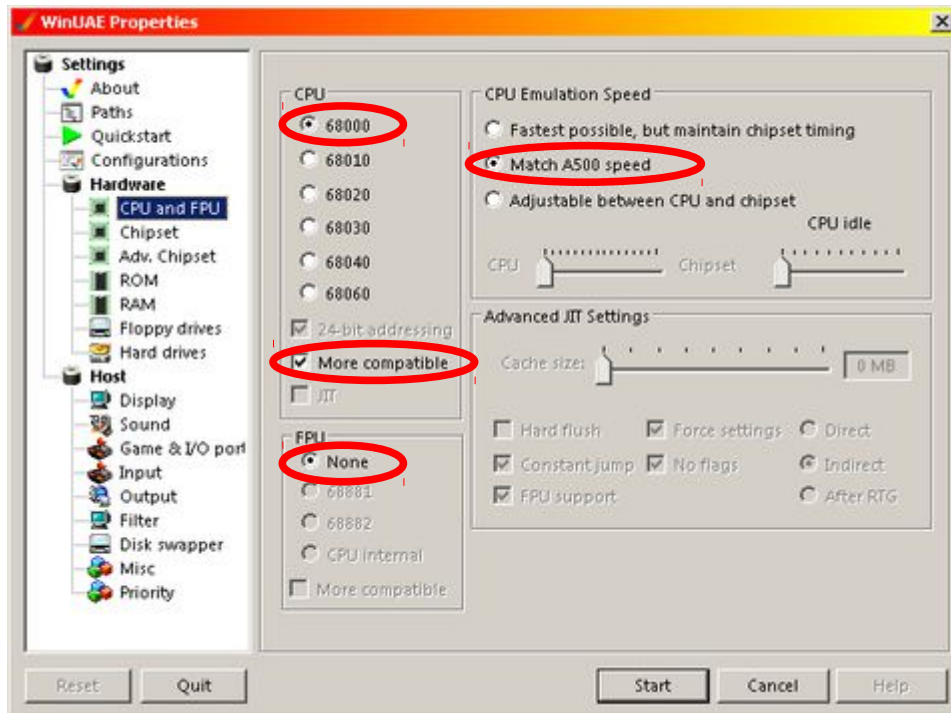 WinUAE Properties
Settings
About
Paths
Quickstart
Configurations
Hardware
CPU and FPU
Chipset
Adv. Chipset
ROM
RAM
Floppy drives
Hard drives
Host
Display
Sound
Game & I/O port
Input
Output
Filter
Disk swapper
Misc
Priority
CPU
68000
68010
68020
68030
68040
68060
24-bit addressing
More compatible
JIT
FPU
None
68881
68882
CPU internal
More compatible
CPU Emulation Speed
Fastest possible, but maintain chipset timing
Match A500 speed
Adjustable between CPU and chipset
CPU idle
CPU Chipset
Advanced JIT Settings
Cache size: 0 MB
Hard flush Force settings Direct
Constant jump No flags Indirect
FPU support After RTG
Reset Quit Start Cancel Help